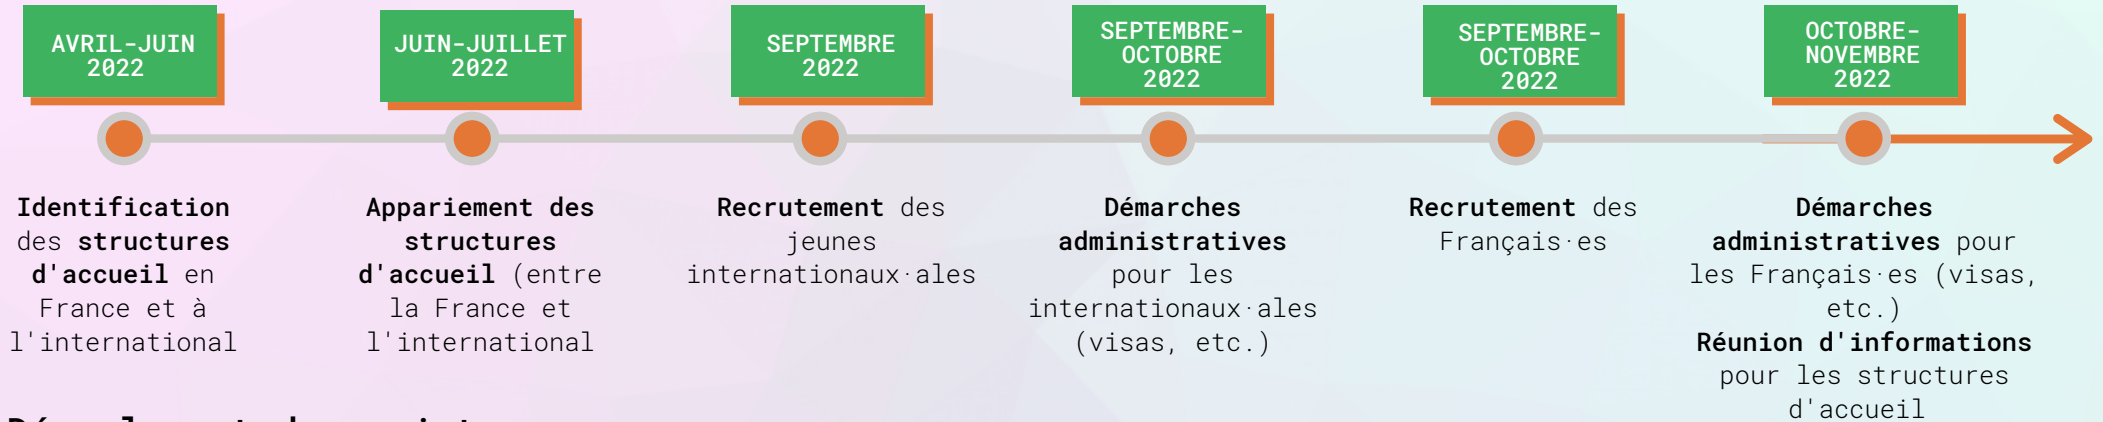 AVRIL-JUIN
2022
JUIN-JUILLET
2022
SEPTEMBRE
2022
SEPTEMBRE-
OCTOBRE
2022
SEPTEMBRE-
OCTOBRE
2022
OCTOBRE-
NOVEMBRE
2022
Identification
des structures
d'accueil en
France et à
l'international
Appariement des
structures
d'accueil (entre
la France et
l'international
Recrutement des
jeunes
internationaux·ales
Démarches
administratives
pour les
internationaux·ales
(visas, etc.)
Recrutement des
Français·es
Démarches
administratives pour
les Français·es (visas,
etc.)
Réunion d'informations
pour les structures
d'accueil